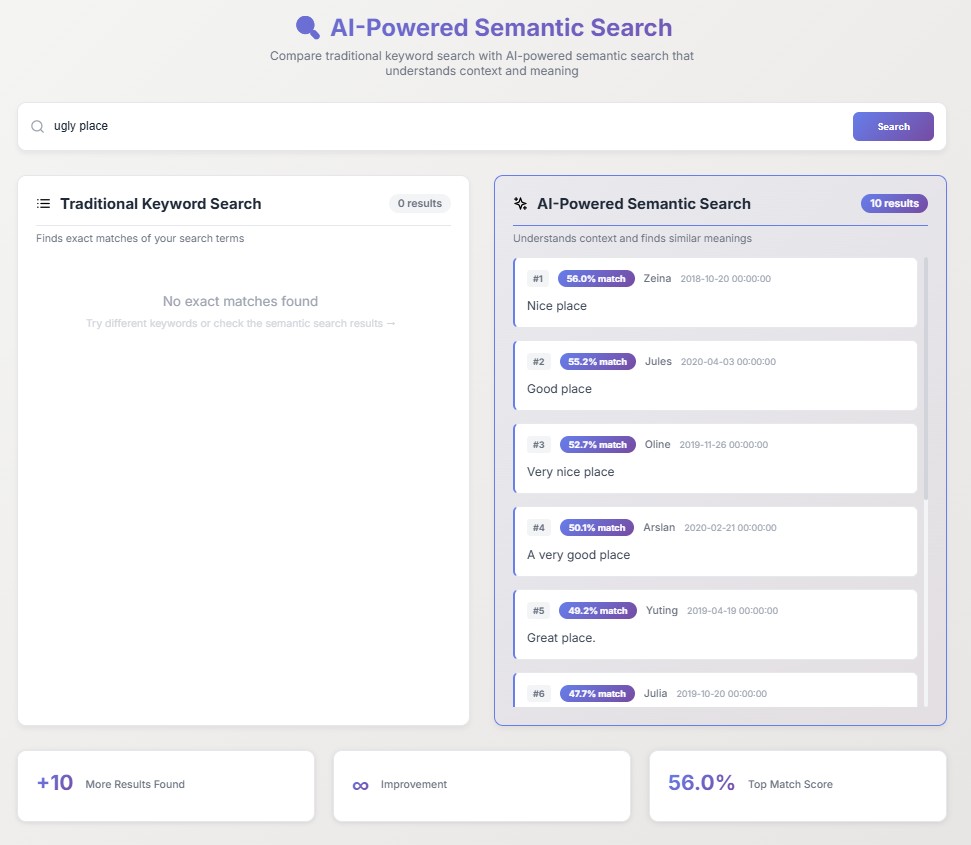 AI-Powered Semantic Search
Compare traditional keyword search with AI-powered semantic search that
understands context and meaning
ugly place
Search
Traditional Keyword Search
0 results
Finds exact matches of your search terms
No exact matches found
Try different keywords or check the semantic search results →
AI-Powered Semantic Search
10 results
Understands context and finds similar meanings
#1 56.0% match Zeina 2018-10-20 00:00:00
Nice place
#2 55.2% match Jules 2020-04-03 00:00:00
Good place
#3 52.7% match Oline 2019-11-26 00:00:00
Very nice place
#4 50.1% match Arslan 2020-02-21 00:00:00
A very good place
#5 49.2% match Yuting 2019-04-19 00:00:00
Great place.
#6 47.7% match Julia 2019-10-20 00:00:00
+10 More Results Found
∞ Improvement
56.0% Top Match Score